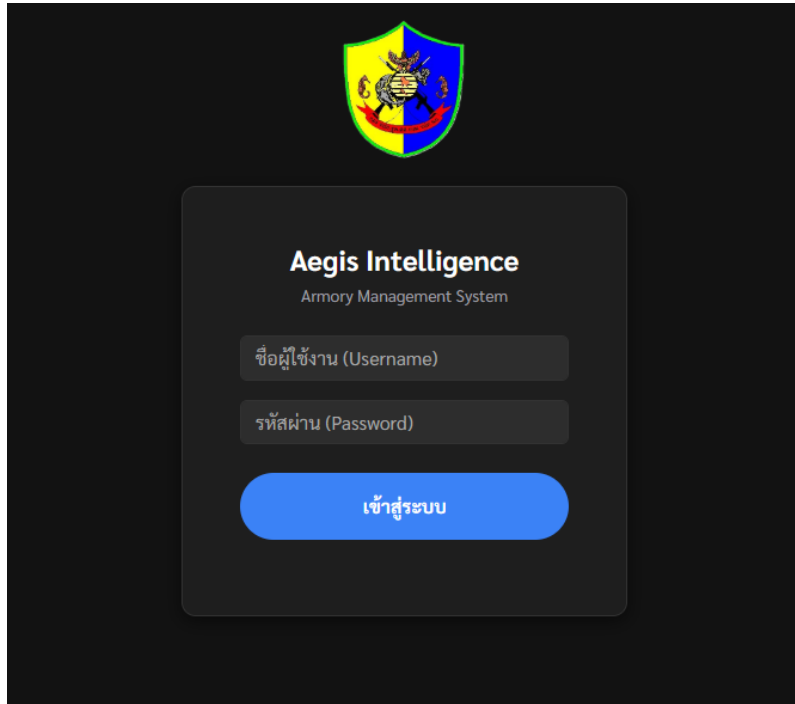 Aegis Intelligence
Armory Management System
ชื่อผู้ใช้งาน (Username)
รหัสผ่าน (Password)
เข้าสู่ระบบ